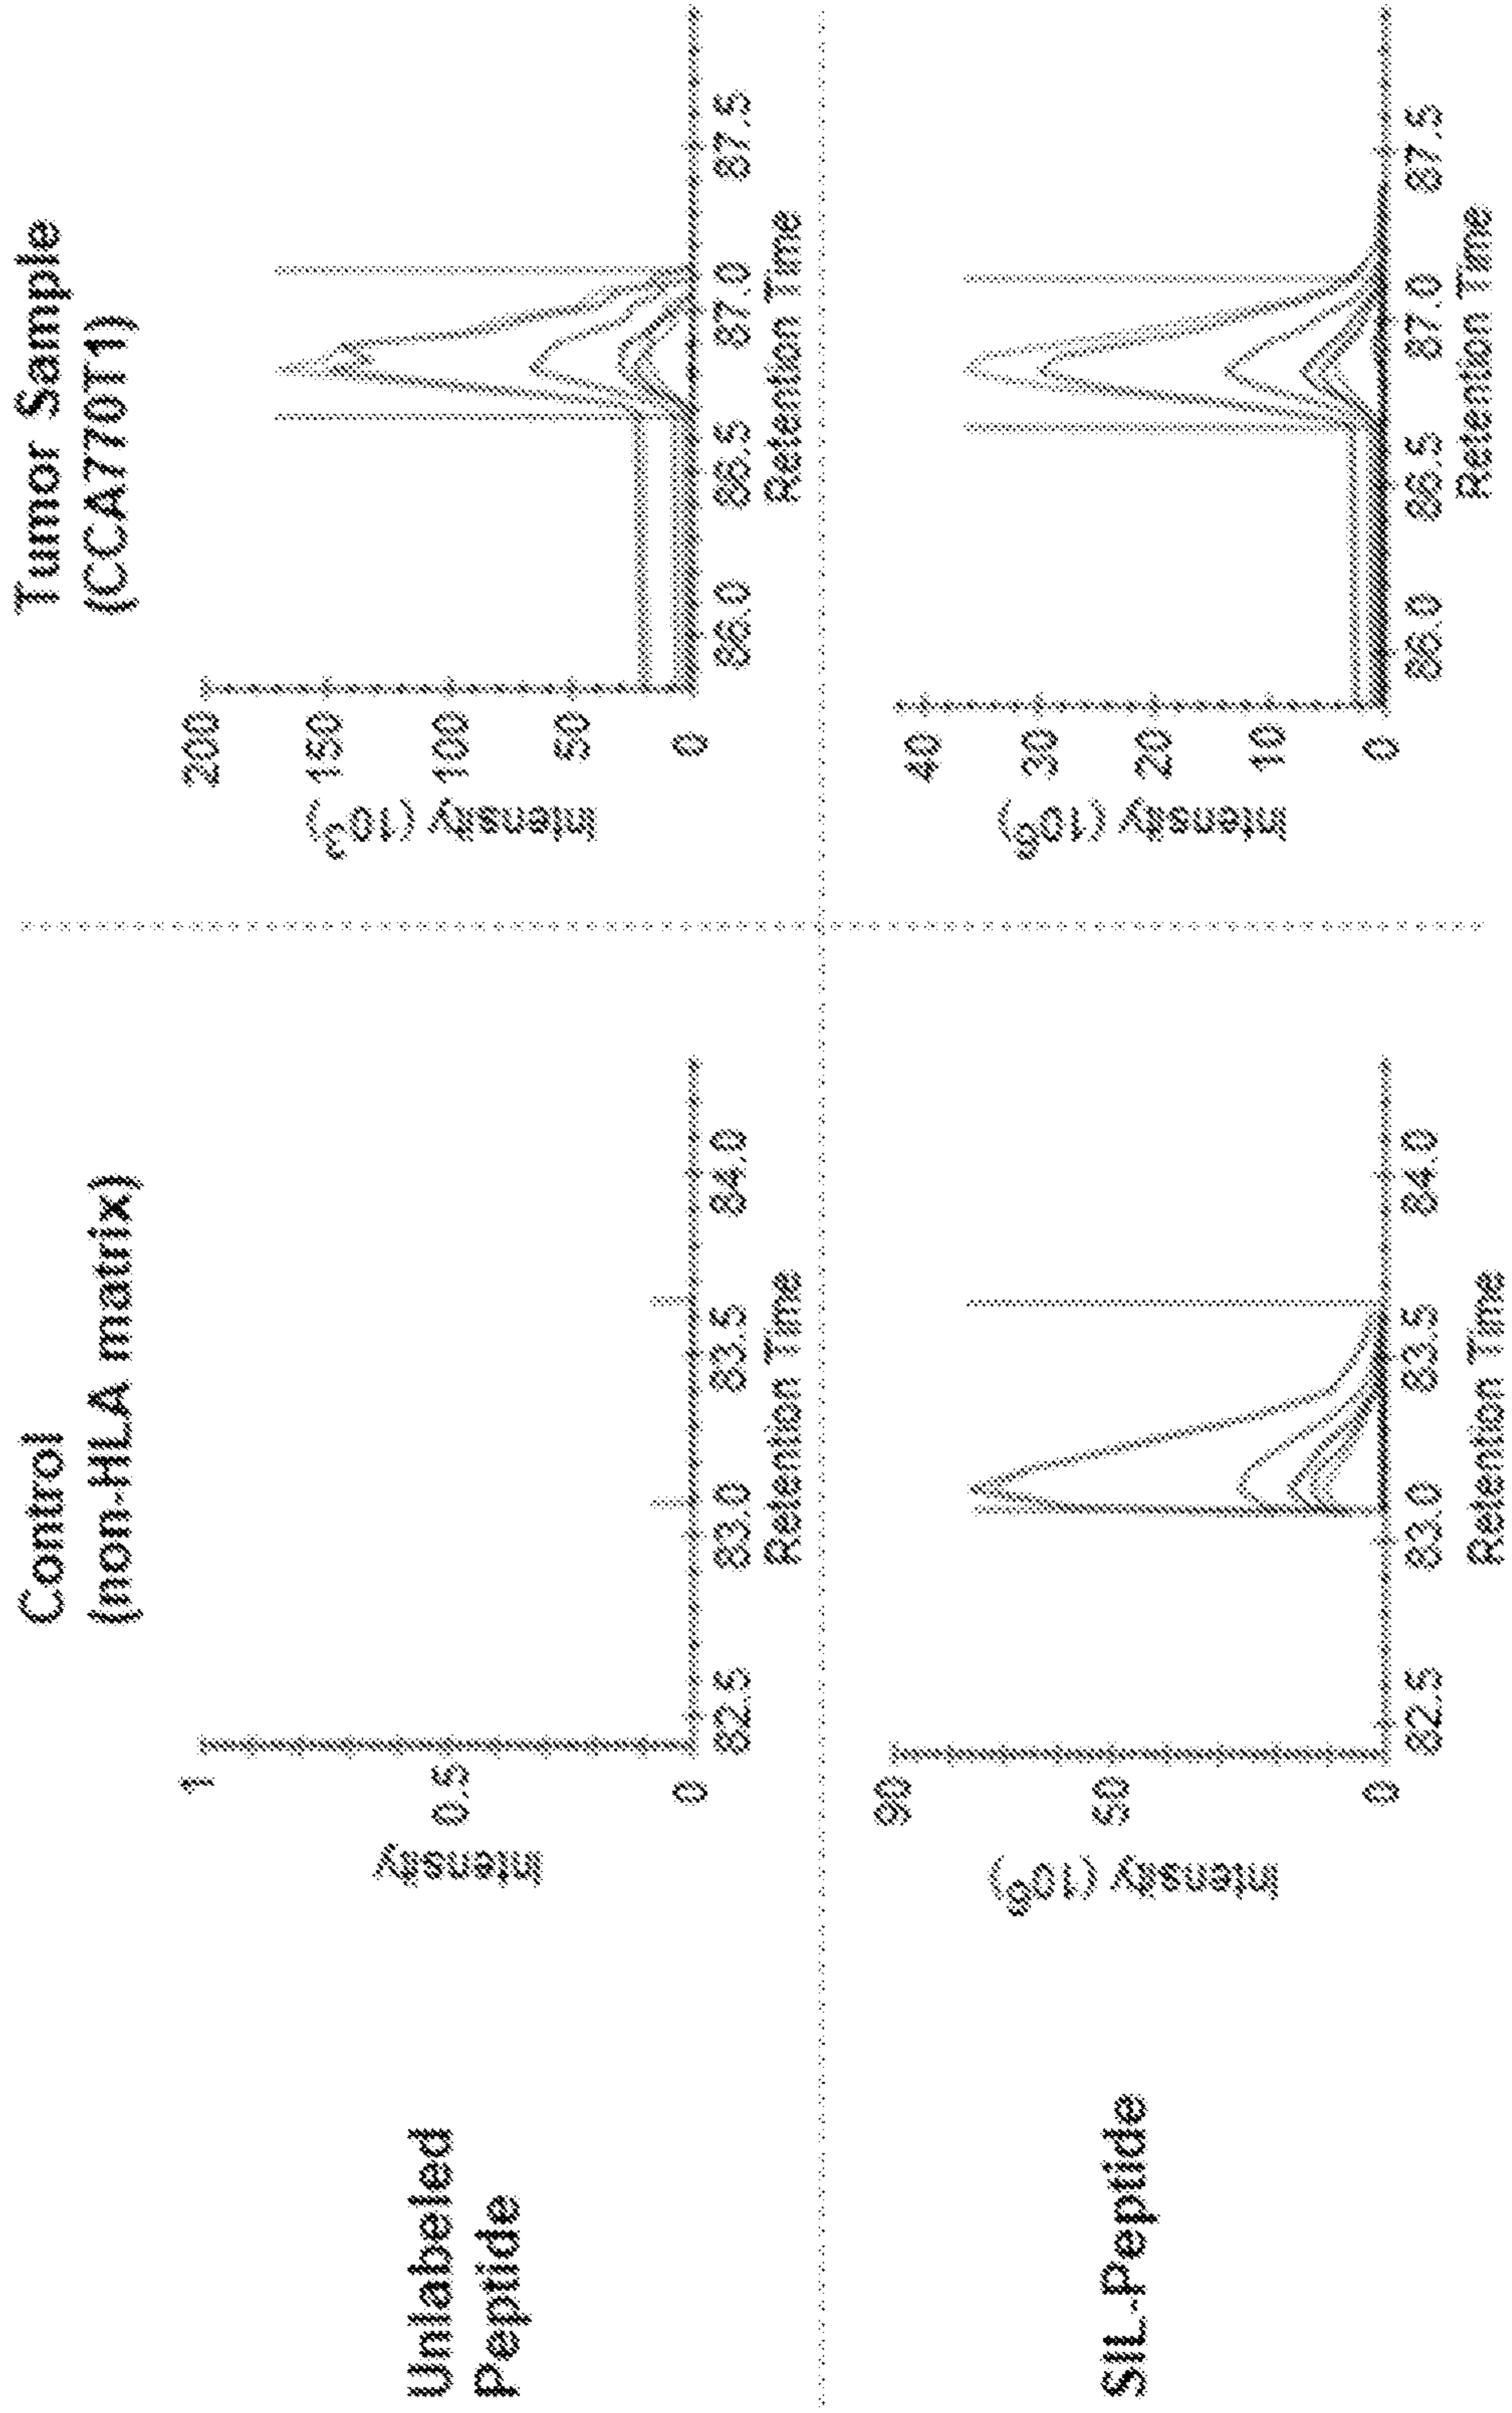 Control
(non-HLA matrix)
Tumor Sample
(CCA770T1)
Unlabeled
Peptide
Intensity
1
0.5
0
82.5 83.0 83.5 84.0
Retention Time
Intensity (10³)
200
150
100
50
0
86.0 86.5 87.0 87.5
Retention Time
SIL-Peptide
Intensity (10⁶)
90
50
0
82.5 83.0 83.5 84.0
Retention Time
Intensity (10⁶)
40
30
20
10
0
86.0 86.5 87.0 87.5
Retention Time